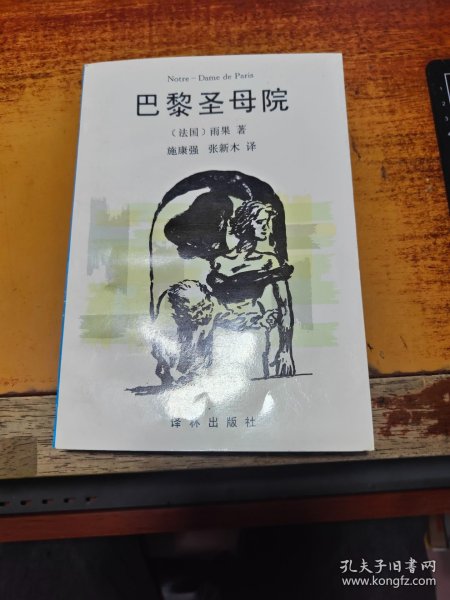 Notre-Dame de Paris
巴黎圣母院
（法国）雨果 著
施康强 张新木 译
译林出版社
孔夫子旧书网
www.kongfz.com